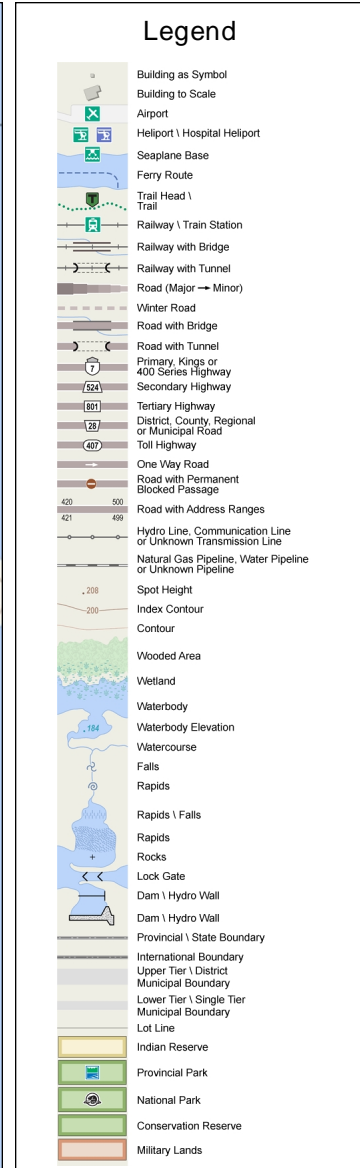 Legend
Building as Symbol
Building to Scale
Airport
Heliport \ Hospital Heliport
Seaplane Base
Ferry Route
Trail Head \
Trail
Railway \ Train Station
Railway with Bridge
Railway with Tunnel
Road (Major → Minor)
Winter Road
Road with Bridge
Road with Tunnel
7
Primary, Kings or
400 Series Highway
524 Secondary Highway
801 Tertiary Highway
28
District, County, Regional
or Municipal Road
407 Toll Highway
One Way Road
Road with Permanent
Blocked Passage
420 500
Road with Address Ranges
421 499
Hydro Line, Communication Line
or Unknown Transmission Line
Natural Gas Pipeline, Water Pipeline
or Unknown Pipeline
208 Spot Height
200 Index Contour
Contour
Wooded Area
Wetland
Waterbody
184 Waterbody Elevation
Watercourse
Falls
Rapids
Rapids \ Falls
Rapids
Rocks
Lock Gate
Dam \ Hydro Wall
Dam \ Hydro Wall
Provincial \ State Boundary
International Boundary
Upper Tier \ District
Municipal Boundary
Lower Tier \ Single Tier
Municipal Boundary
Lot Line
Indian Reserve
Provincial Park
National Park
Conservation Reserve
Military Lands